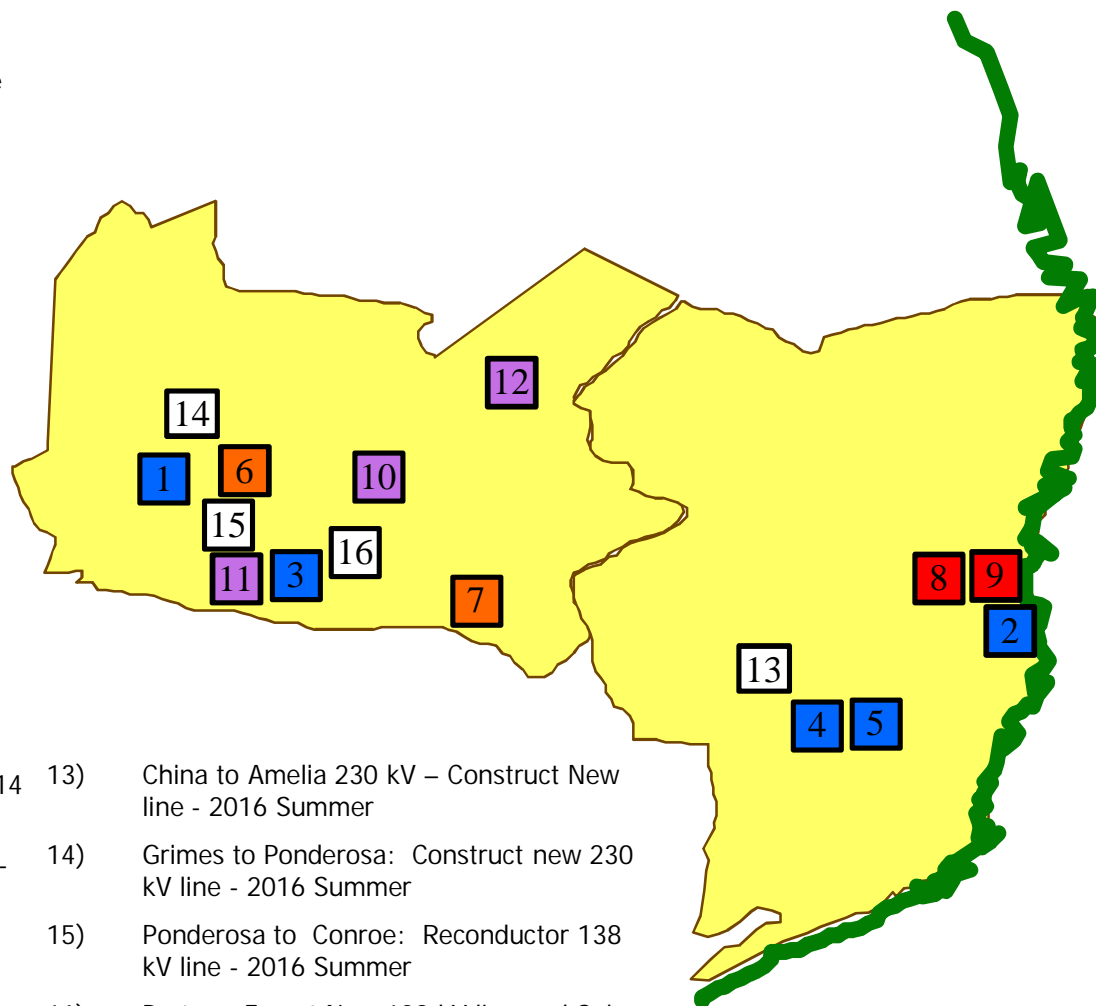 12
14
1
6
10
15
16
11
3
7
8
9
2
13
4
5
14
13) China to Amelia 230 kV – Construct New
line - 2016 Summer
14) Grimes to Ponderosa: Construct new 230
kV line - 2016 Summer
15) Ponderosa to Conroe: Reconductor 138
kV line - 2016 Summer